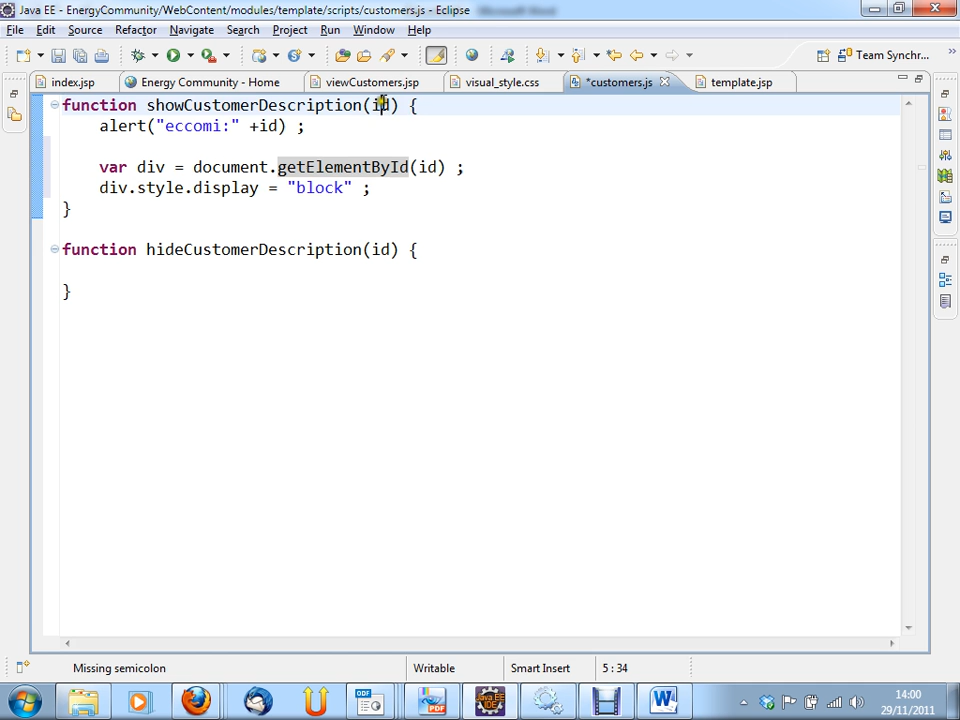 Java EE - EnergyCommunity/WebContent/modules/template/scripts/customers.js - Eclipse
File Edit Source Refactor Navigate Search Project Run Window Help
Team Synchr...
index.jsp Energy Community - Home viewCustomers.jsp visual_style.css *customers.js template.jsp
function showCustomerDescription(id) {
alert("eccomi:" +id) ;
var div = document.getElementById(id) ;
div.style.display = "block" ;
}
function hideCustomerDescription(id) {
}
Missing semicolon Writable Smart Insert 5 : 34
14:00
29/11/2011